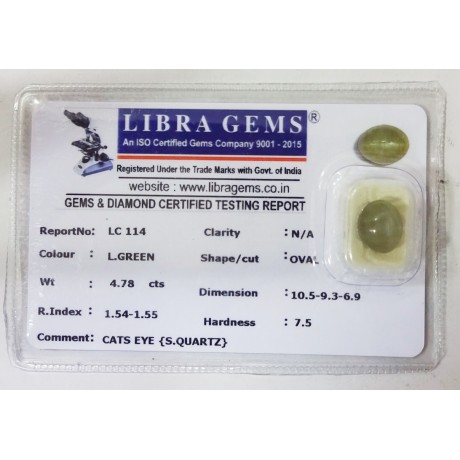 LIBRA GEMS®
An ISO Certified Gems Company 9001 - 2015
Registered Under the Trade Marks with Govt. of India
website : www.libragems.co.in
GEMS & DIAMOND CERTIFIED TESTING REPORT
ReportNo: LC 114 Clarity : N/A
Colour : L.GREEN Shape/cut : OVAL
Wt : 4.78 cts Dimension : 10.5-9.3-6.9
R.Index : 1.54-1.55 Hardness : 7.5
Comment: CATS EYE {S.QUARTZ}